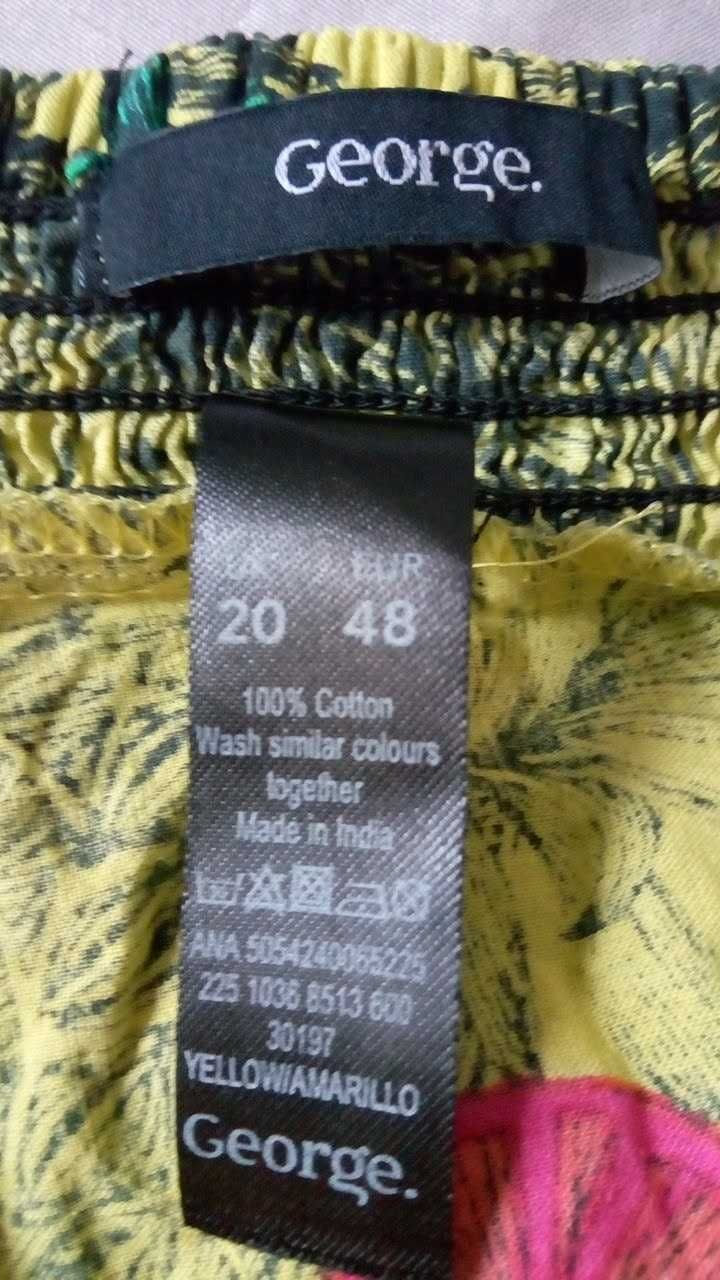 George.
UK EUR
20 48
100% Cotton
Wash similar colours
together
Made in India
ANA 5054240065225
225 1036 8513 600
30197
YELLOW/AMARILLO
George.